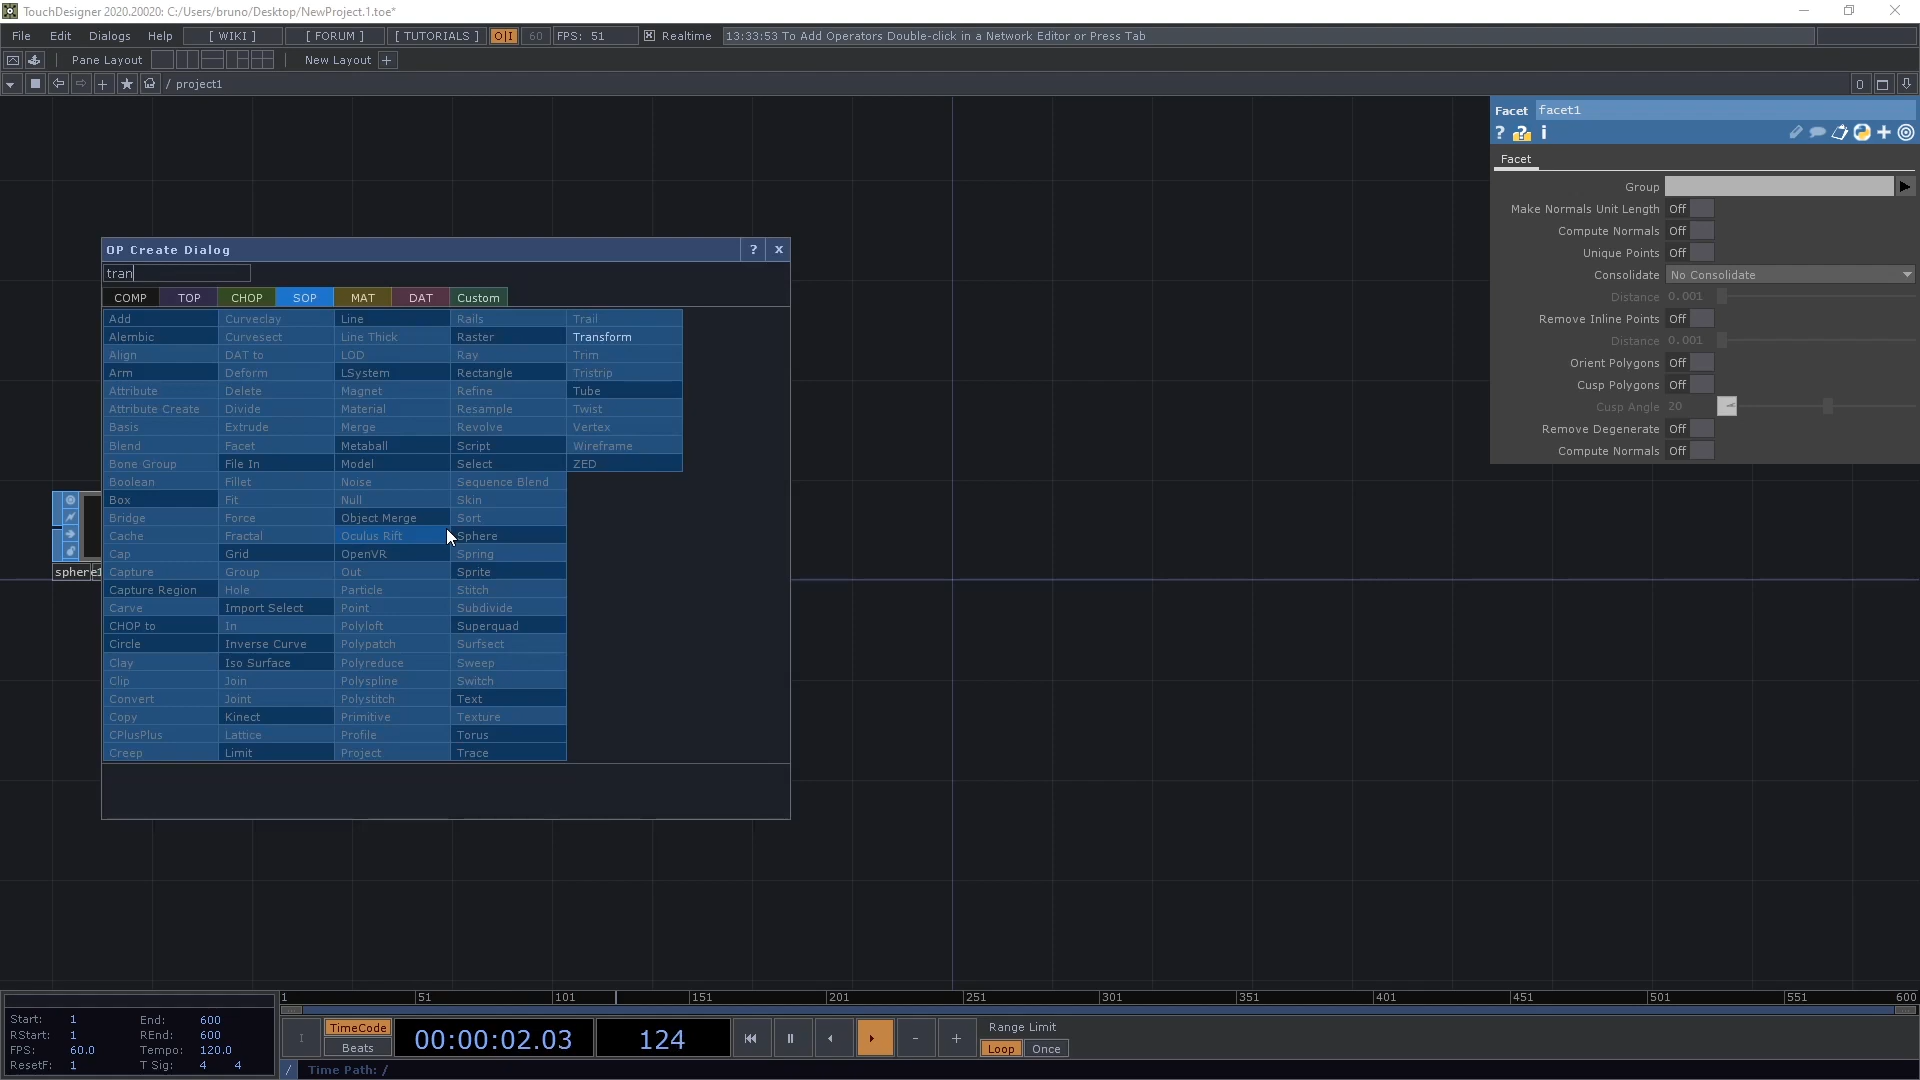 TouchDesigner 2020.20020: C:/Users/bruno/Desktop/NewProject.1.toe*
File Edit Dialogs Help [ WIKI ] [ FORUM ] [ TUTORIALS ] O|I 60 FPS: 51 Realtime 13:33:53 To Add Operators Double-click in a Network Editor or Press Tab
Pane Layout New Layout +
/ project1 0
Facet facet1
? ? i
Facet
Group
Make Normals Unit Length Off
Compute Normals Off
Unique Points Off
Consolidate No Consolidate
Distance 0.001
Remove Inline Points Off
Distance 0.001
Orient Polygons Off
Cusp Polygons Off
Cusp Angle 20
Remove Degenerate Off
Compute Normals Off
OP Create Dialog ? x
tran
COMP TOP CHOP SOP MAT DAT Custom
Add Curveclay Line Rails Trail
Alembic Curvesect Line Thick Raster Transform
Align DAT to LOD Ray Trim
Arm Deform LSystem Rectangle Tristrip
Attribute Delete Magnet Refine Tube
Attribute Create Divide Material Resample Twist
Basis Extrude Merge Revolve Vertex
Blend Facet Metaball Script Wireframe
Bone Group File In Model Select ZED
Boolean Fillet Noise Sequence Blend
Box Fit Null Skin
Bridge Force Object Merge Sort
Cache Fractal Oculus Rift Sphere
Cap Grid OpenVR Spring
Capture Group Out Sprite
Capture Region Hole Particle Stitch
Carve Import Select Point Subdivide
CHOP to In Polyloft Superquad
Circle Inverse Curve Polypatch Surfsect
Clay Iso Surface Polyreduce Sweep
Clip Join Polyspline Switch
Convert Joint Polystitch Text
Copy Kinect Primitive Texture
CPlusPlus Lattice Profile Torus
Creep Limit Project Trace
sphere1
1 51 101 151 201 251 301 351 401 451 501 551 600
Start: 1 End: 600
RStart: 1 REnd: 600
FPS: 60.0 Tempo: 120.0
ResetF: 1 T Sig: 4 4
I TimeCode Beats 00:00:02.03 124 - + Range Limit
Loop Once
/ Time Path: /